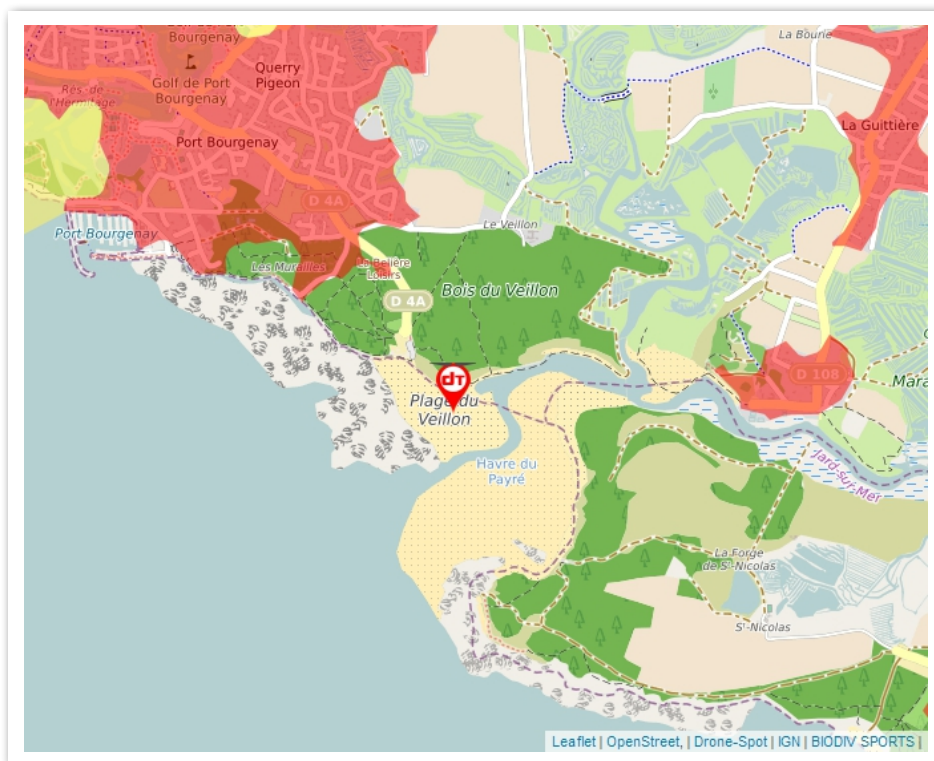 Bourgenay
Golf de Port
Bourgenay
Querry
Pigeon
La Bourie
Rés. de
l'Hermitage
Port Bourgenay
La Guittière
D 4A
Port Bourgenay
Le Veillon
Les Murailles
La Belière
Loisirs
Bois du Veillon
D 4A
D 108
Mara
dT
Plage du
Veillon
Havre du
Payré
Jard-sur-Mer
La Forge
de St-Nicolas
St-Nicolas
Leaflet | OpenStreet, | Drone-Spot | IGN | BIODIV SPORTS |